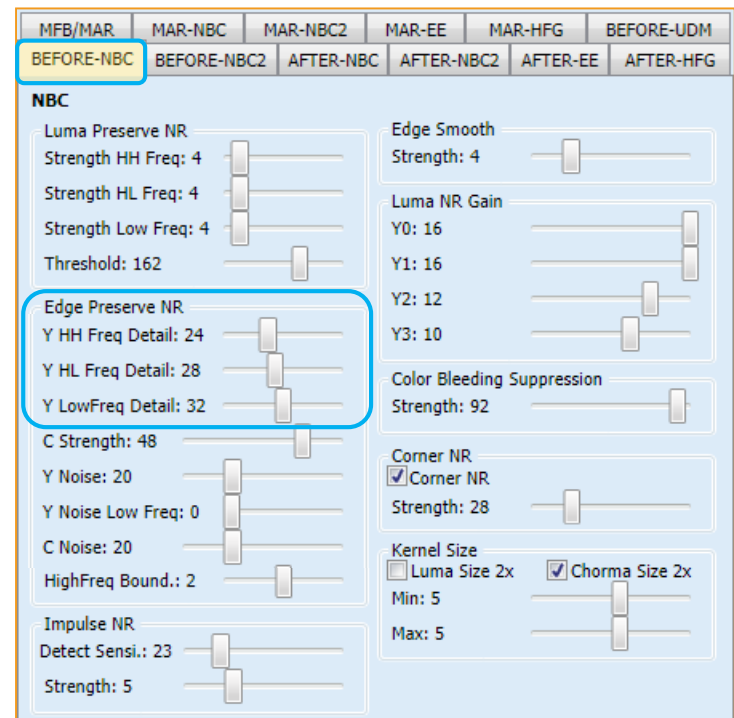 MFB/MAR MAR-NBC MAR-NBC2 MAR-EE MAR-HFG BEFORE-UDM
BEFORE-NBC BEFORE-NBC2 AFTER-NBC AFTER-NBC2 AFTER-EE AFTER-HFG
NBC
Luma Preserve NR
Strength HH Freq: 4
Strength HL Freq: 4
Strength Low Freq: 4
Threshold: 162
Edge Preserve NR
Y HH Freq Detail: 24
Y HL Freq Detail: 28
Y LowFreq Detail: 32
C Strength: 48
Y Noise: 20
Y Noise Low Freq: 0
C Noise: 20
HighFreq Bound.: 2
Impulse NR
Detect Sensi.: 23
Strength: 5
Edge Smooth
Strength: 4
Luma NR Gain
Y0: 16
Y1: 16
Y2: 12
Y3: 10
Color Bleeding Suppression
Strength: 92
Corner NR
Corner NR
Strength: 28
Kernel Size
Luma Size 2x Chorma Size 2x
Min: 5
Max: 5